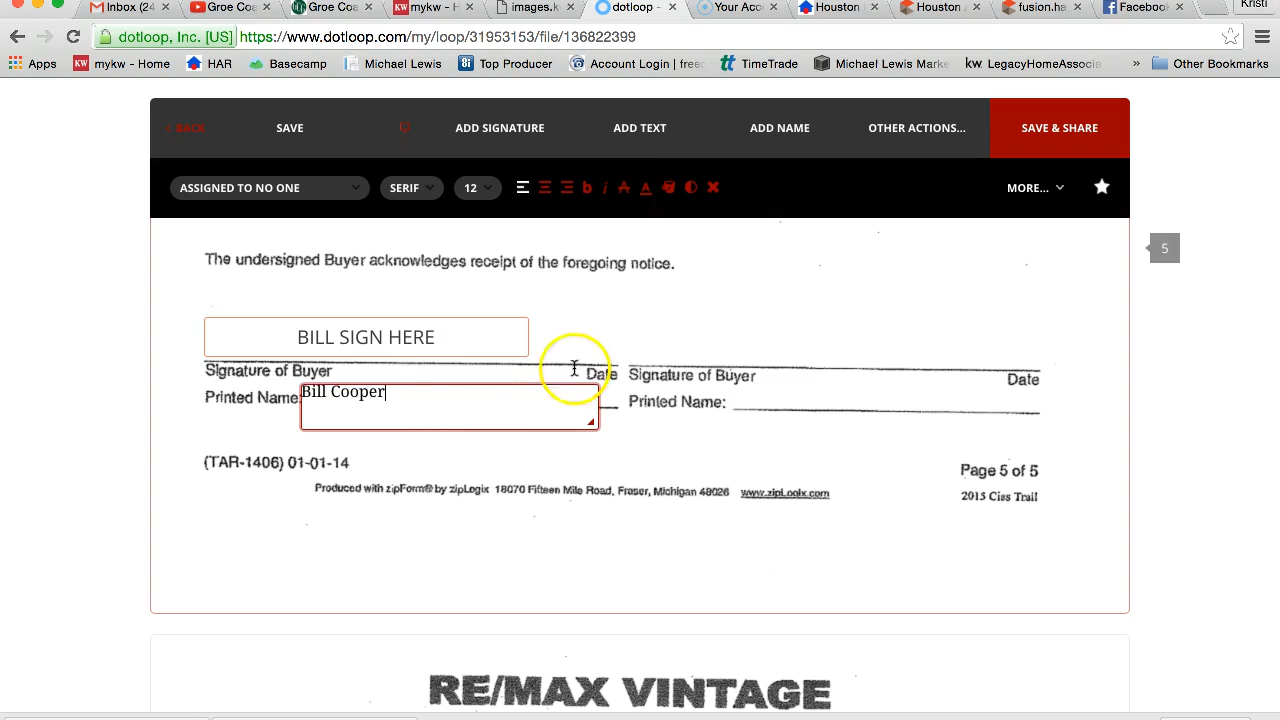 Inbox (24
Groe Coa
Groe Coa
mykw - H
images.k
dotloop -
Your Acc
Houston
Houston
fusion.ha
Facebook
Kristi
dotloop, Inc. [US] https://www.dotloop.com/my/loop/31953153/file/136822399
Apps mykw - Home HAR Basecamp Michael Lewis Top Producer Account Login | freec TimeTrade Michael Lewis Marke kw. LegacyHomeAssocia » Other Bookmarks
BACK SAVE ADD SIGNATURE ADD TEXT ADD NAME OTHER ACTIONS... SAVE & SHARE
ASSIGNED TO NO ONE SERIF 12 b i A A MORE...
The undersigned Buyer acknowledges receipt of the foregoing notice.
5
BILL SIGN HERE
Signature of Buyer Date Signature of Buyer Date
Printed Name Bill Cooper Printed Name:
(TAR-1406) 01-01-14 Page 5 of 5
Produced with zipForm® by zipLogix 18070 Fifteen Mile Road, Fraser, Michigan 48026 www.zipLogix.com 2015 Ciss Trail
RE/MAX VINTAGE